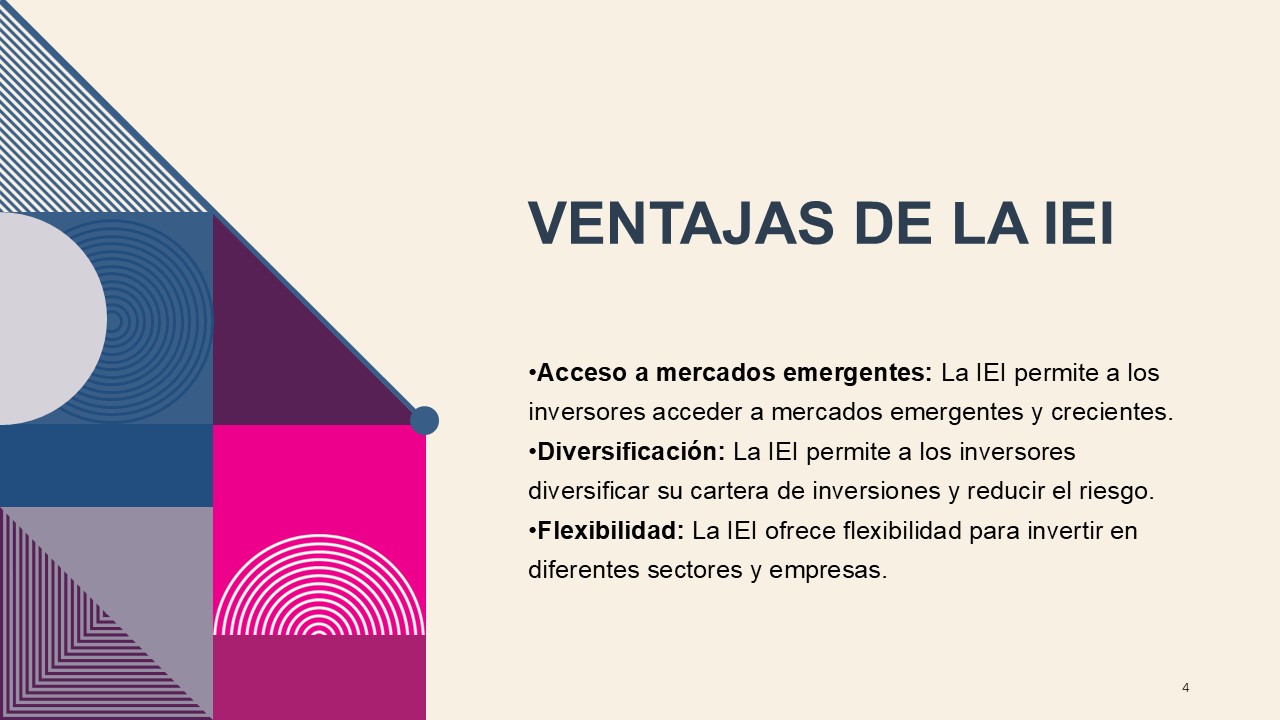 VENTAJAS DE LA IEI
•Acceso a mercados emergentes: La IEI permite a los
inversores acceder a mercados emergentes y crecientes.
•Diversificación: La IEI permite a los inversores
diversificar su cartera de inversiones y reducir el riesgo.
•Flexibilidad: La IEI ofrece flexibilidad para invertir en
diferentes sectores y empresas.
4